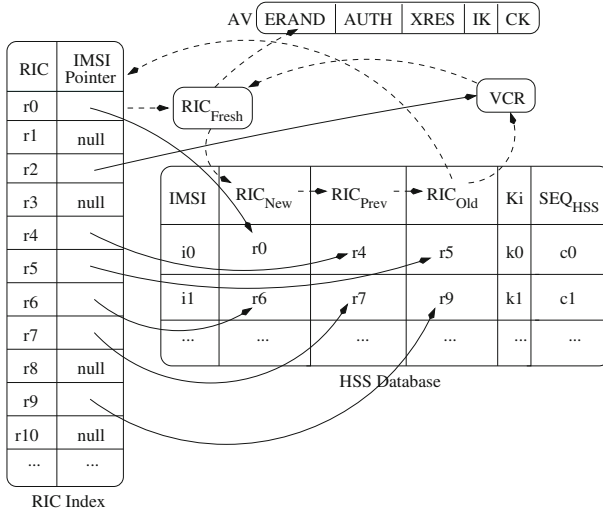 AV ERAND AUTH XRES IK CK
RIC IMSI Pointer
r0
r1 null
r2
r3 null
r4
r5
r6
r7
r8 null
r9
r10 null
... ...
RIC Index
RIC_Fresh
VCR
IMSI RIC_New RIC_Prev RIC_Old Ki SEQ_HSS
i0 r0 r4 r5 k0 c0
i1 r6 r7 r9 k1 c1
... ... ... ... ... ...
HSS Database